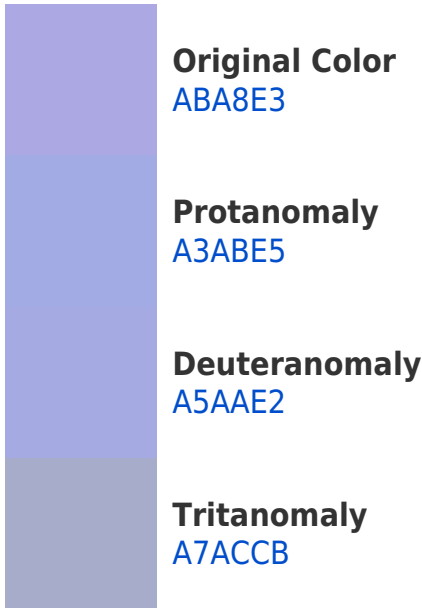 Original Color
ABA8E3
Protanomaly
A3ABE5
Deuteranomaly
A5AAE2
Tritanomaly
A7ACCB